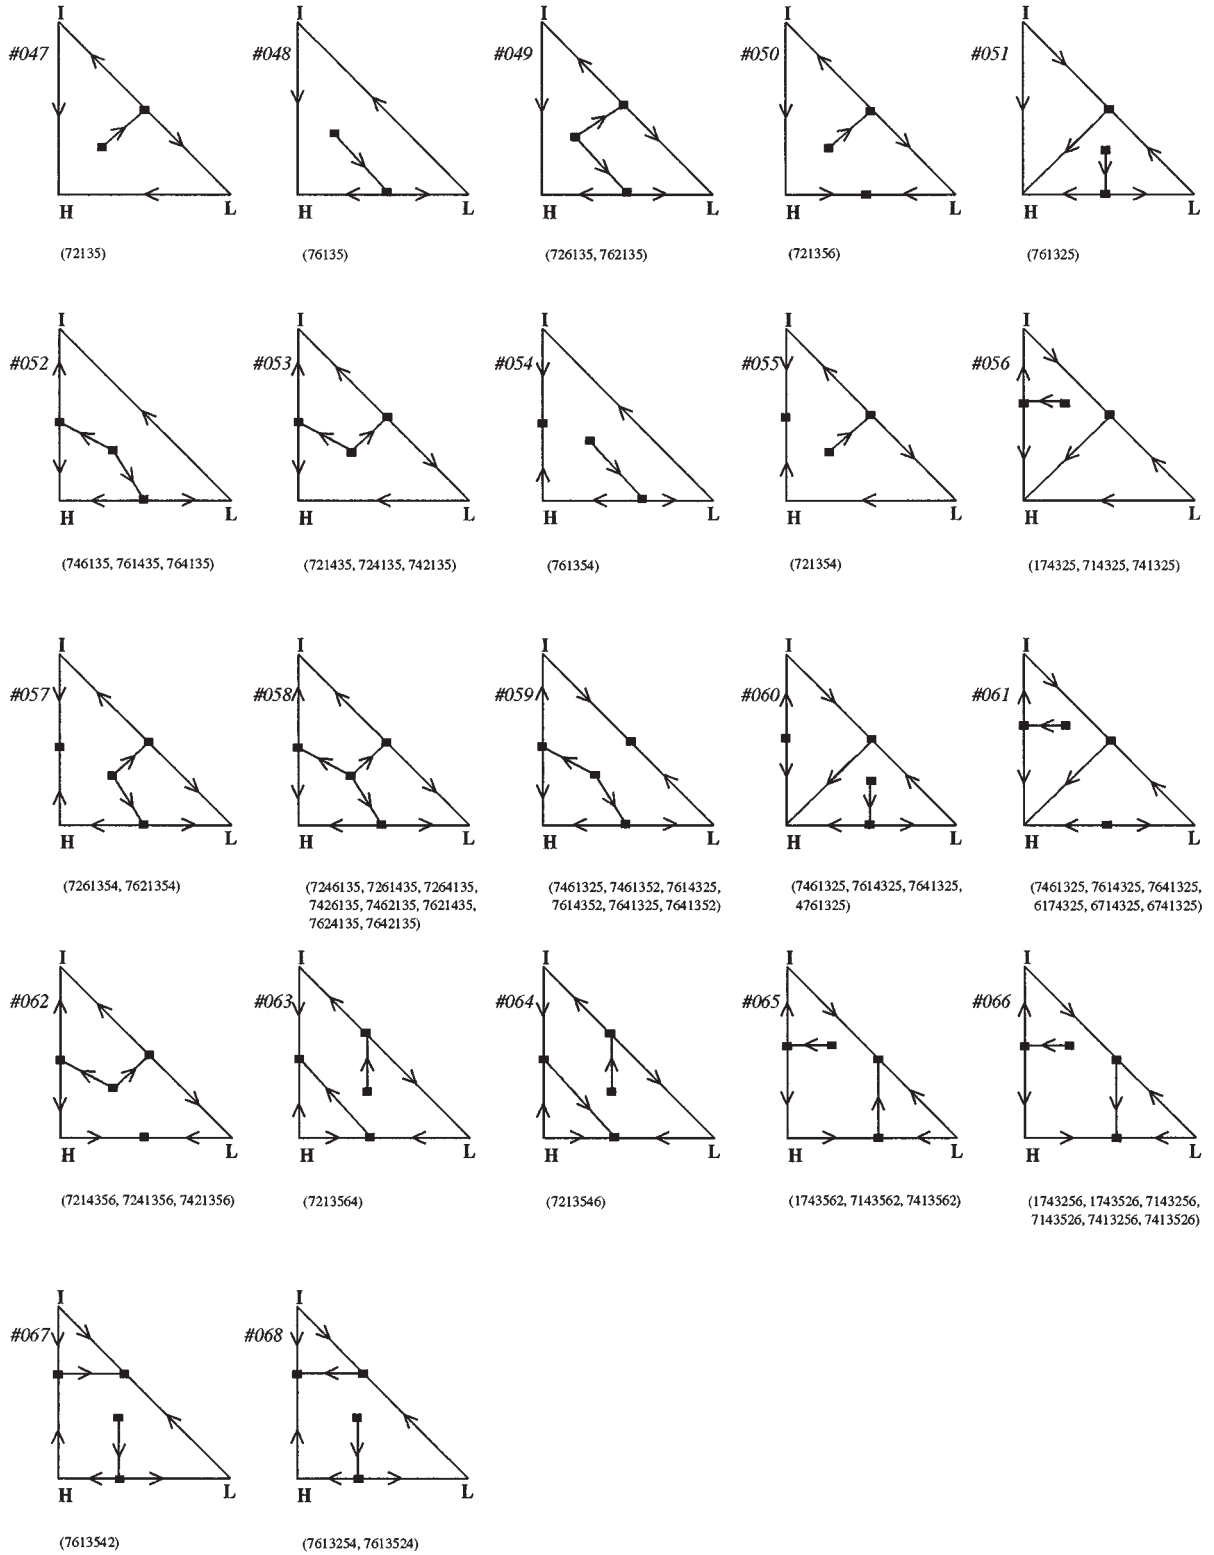 I I I I I
#047 #048 #049 #050 #051
H L H L H L H L H L
(72135) (76135) (726135, 762135) (721356) (761325)
I I I I I
#052 #053 #054 #055 #056
H L H L H L H L H L
(746135, 761435, 764135) (721435, 724135, 742135) (761354) (721354) (174325, 714325, 741325)
I I I I I
#057 #058 #059 #060 #061
H L H L H L H L H L
(7261354, 7621354) (7246135, 7261435, 7264135, (7461325, 7461352, 7614325, (7461325, 7614325, 7641325, (7461325, 7614325, 7641325,
7426135, 7462135, 7621435, 7614352, 7641325, 7641352) 4761325) 6174325, 6714325, 6741325)
7624135, 7642135)
I I I I I
#062 #063 #064 #065 #066
H L H L H L H L H L
(7214356, 7241356, 7421356) (7213564) (7213546) (1743562, 7143562, 7413562) (1743256, 1743526, 7143256,
7143526, 7413256, 7413526)
I I
#067 #068
H L H L
(7613542) (7613254, 7613524)